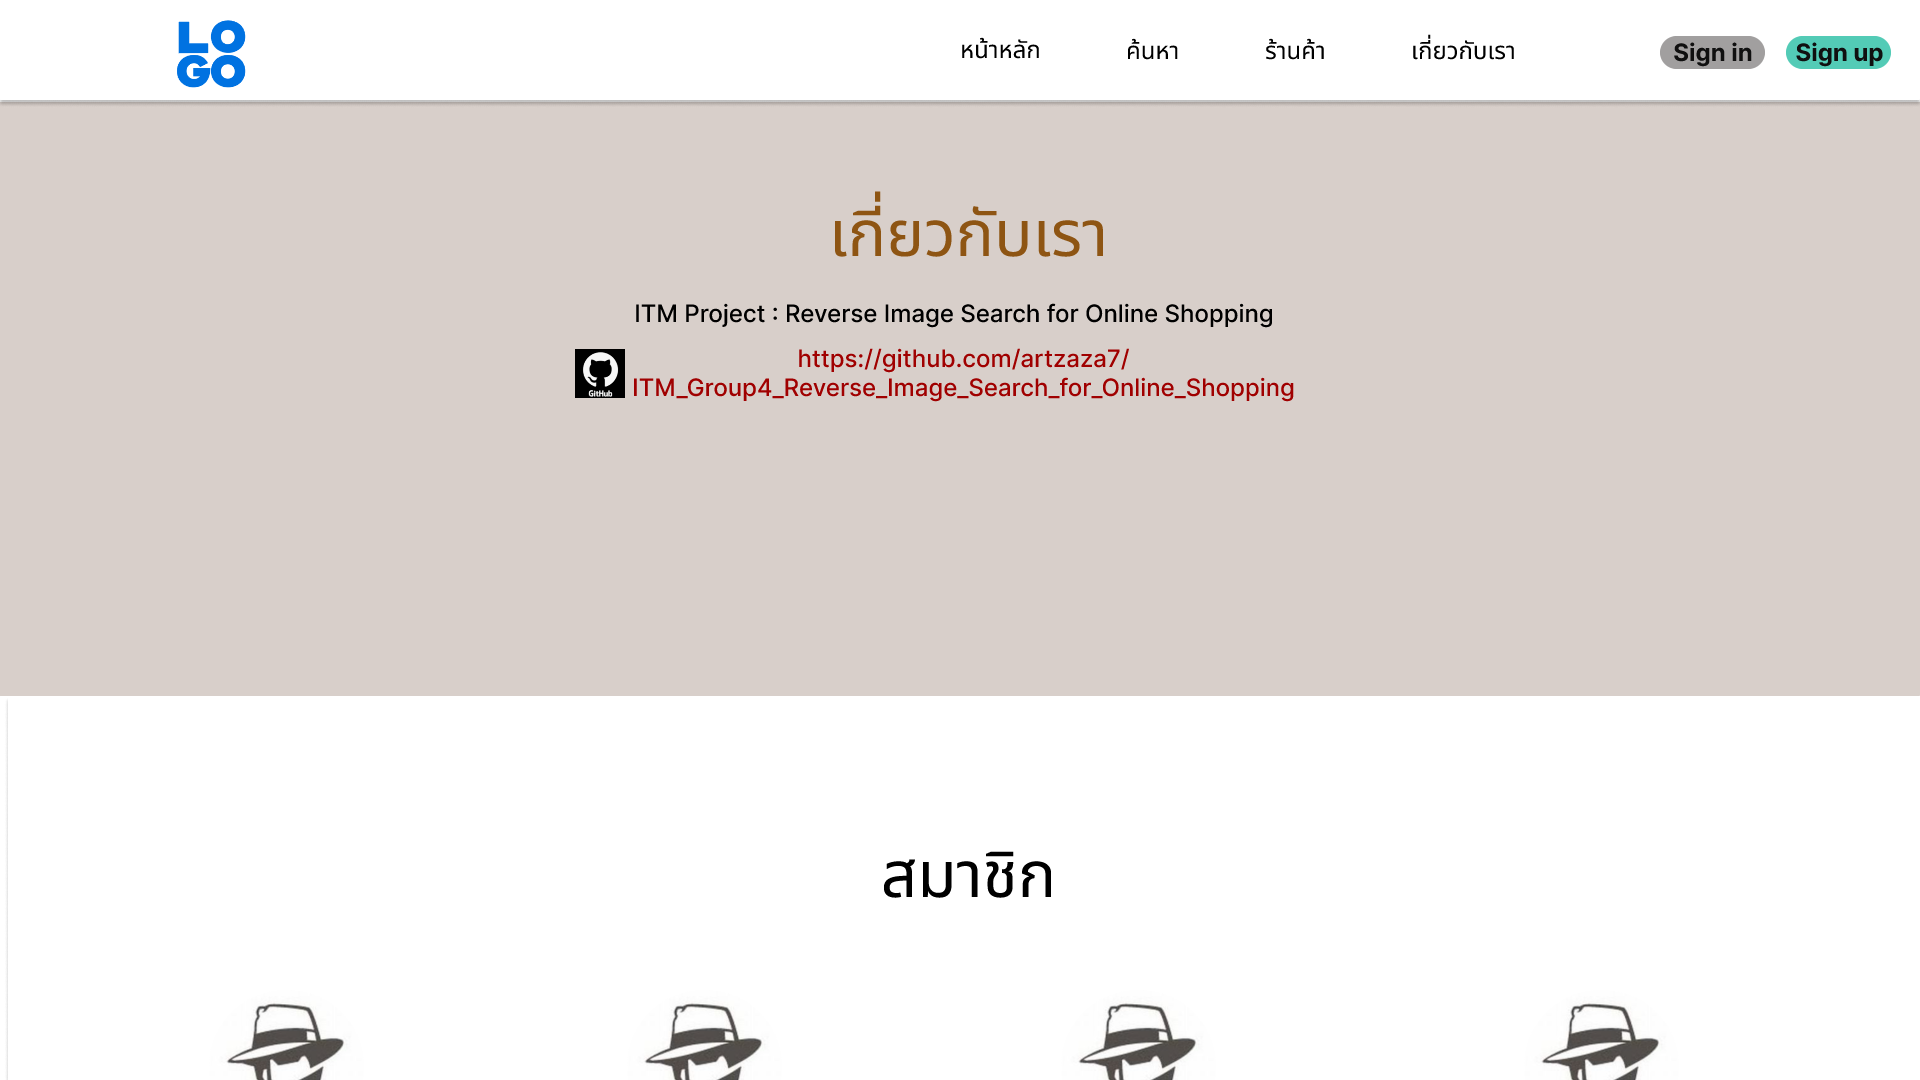 LO
GO
หน้าหลัก
ค้นหา
ร้านค้า
เกี่ยวกับเรา
Sign in
Sign up
เกี่ยวกับเรา
ITM Project : Reverse Image Search for Online Shopping
https://github.com/artzaza7/
ITM_Group4_Reverse_Image_Search_for_Online_Shopping
GitHub
สมาชิก